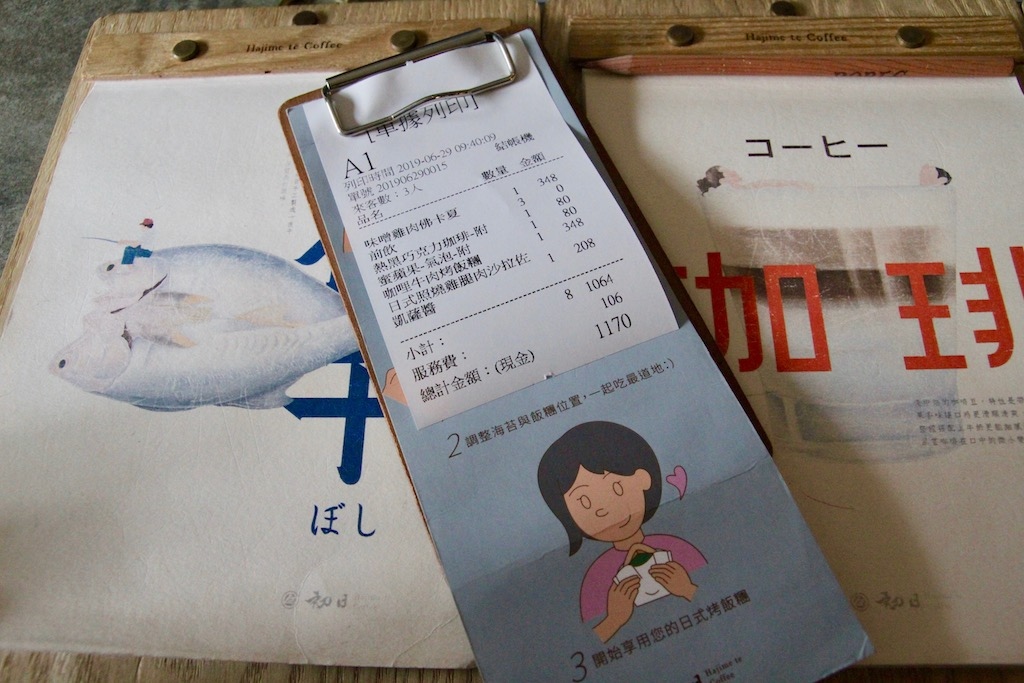 Hajime te Coffee
Hajime te Coffee
[單據列印]
A1
列印時間 2019-06-29 09:40:09 結帳機
單號 201906290015
來客數：3人
品名 數量 金額
味噌雞肉佛卡夏 1 348
前飲 3 0
熱黑巧克力珈琲-附 1 80
蜜蘋果-氣泡-附 1 80
咖哩牛肉烤飯糰 1 348
日式照燒雞腿肉沙拉佐 1 208
凱薩醬
小計： 8 1064
服務費： 106
總計金額：(現金) 1170
2 調整海苔與飯糰位置，一起吃最道地:)
3 開始享用您的日式烤飯糰
Hajime te
Coffee
ぼし
初日
コーヒー
珈琲
初日